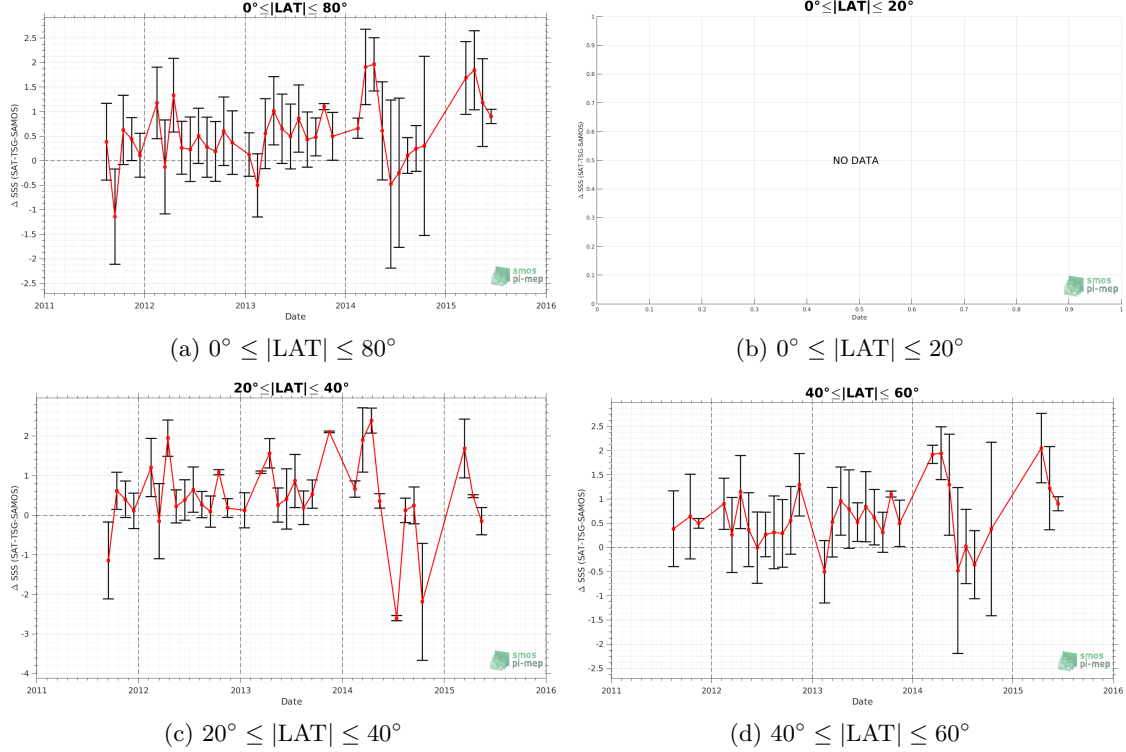 0°≤|LAT|≤ 80°
Δ SSS (SAT-TSG-SAMOS)
2.5
2
1.5
1
0.5
0
-0.5
-1
-1.5
-2
-2.5
2011 2012 2013 2014 2015 2016
Date
smos
pi-mep
(a) 0° ≤ |LAT| ≤ 80°
0°≤|LAT|≤ 20°
Δ SSS (SAT-TSG-SAMOS)
1
0.9
0.8
0.7
0.6
0.5
0.4
0.3
0.2
0.1
0
NO DATA
0 0.1 0.2 0.3 0.4 0.5 0.6 0.7 0.8 0.9 1
Date
smos
pi-mep
(b) 0° ≤ |LAT| ≤ 20°
20°≤|LAT|≤ 40°
Δ SSS (SAT-TSG-SAMOS)
2
1
0
-1
-2
-3
-4
2011 2012 2013 2014 2015 2016
Date
smos
pi-mep
(c) 20° ≤ |LAT| ≤ 40°
40°≤|LAT|≤ 60°
Δ SSS (SAT-TSG-SAMOS)
2.5
2
1.5
1
0.5
0
-0.5
-1
-1.5
-2
-2.5
2011 2012 2013 2014 2015 2016
Date
smos
pi-mep
(d) 40° ≤ |LAT| ≤ 60°